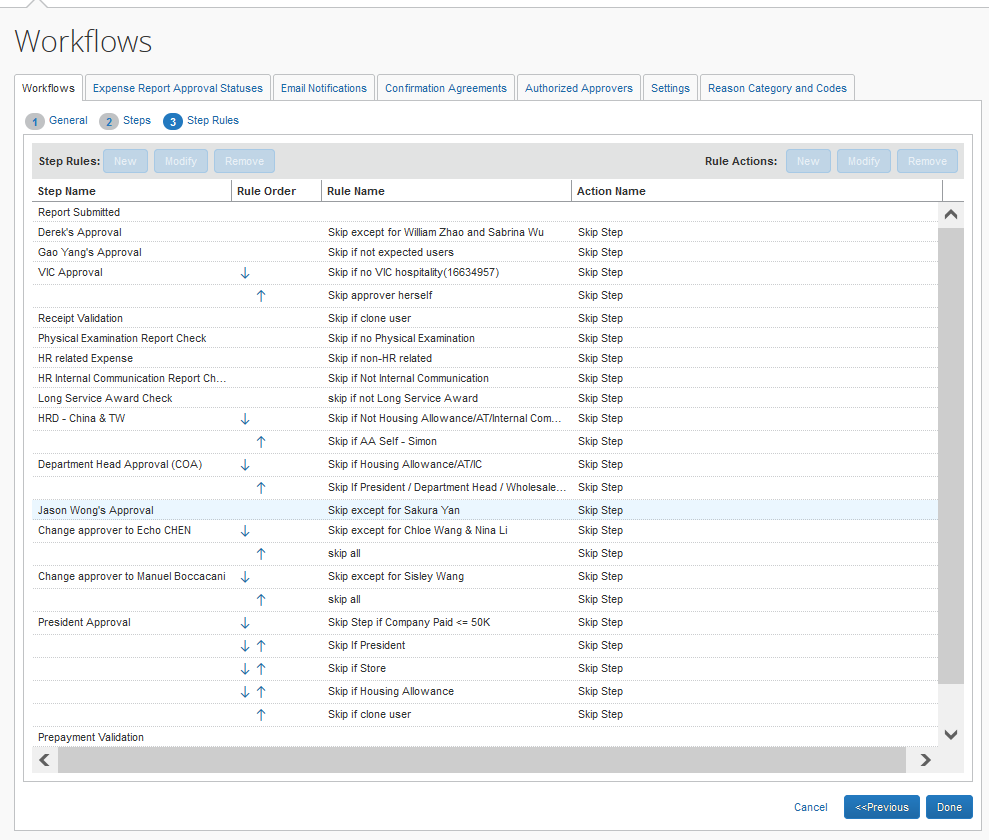 Workflows
Workflows Expense Report Approval Statuses Email Notifications Confirmation Agreements Authorized Approvers Settings Reason Category and Codes
1 General 2 Steps 3 Step Rules
Step Rules: New Modify Remove Rule Actions: New Modify Remove
Step Name Rule Order Rule Name Action Name
Report Submitted
Derek's Approval Skip except for William Zhao and Sabrina Wu Skip Step
Gao Yang's Approval Skip if not expected users Skip Step
VIC Approval Skip if no VIC hospitality(16634957) Skip Step
Skip approver herself Skip Step
Receipt Validation Skip if clone user Skip Step
Physical Examination Report Check Skip if no Physical Examination Skip Step
HR related Expense Skip if non-HR related Skip Step
HR Internal Communication Report Ch... Skip if Not Internal Communication Skip Step
Long Service Award Check skip if not Long Service Award Skip Step
HRD - China & TW Skip if Not Housing Allowance/AT/Internal Com... Skip Step
Skip if AA Self - Simon Skip Step
Department Head Approval (COA) Skip if Housing Allowance/AT/IC Skip Step
Skip If President / Department Head / Wholesale... Skip Step
Jason Wong's Approval Skip except for Sakura Yan Skip Step
Change approver to Echo CHEN Skip except for Chloe Wang & Nina Li Skip Step
skip all Skip Step
Change approver to Manuel Boccacani Skip except for Sisley Wang Skip Step
skip all Skip Step
President Approval Skip Step if Company Paid <= 50K Skip Step
Skip If President Skip Step
Skip if Store Skip Step
Skip if Housing Allowance Skip Step
Skip if clone user Skip Step
Prepayment Validation
Cancel <<Previous Done